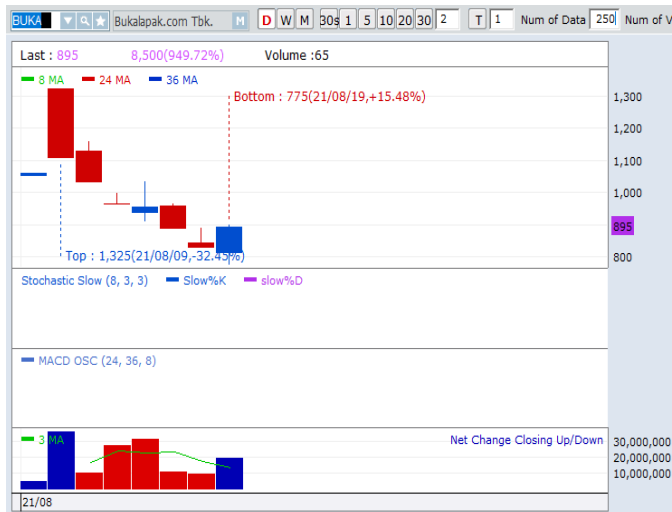 BUKA Bukalapak.com Tbk. M D W M 30s 1 5 10 20 30 2 T 1 Num of Data 250 Num of V
Last : 895 8,500(949.72%) Volume :65
8 MA 24 MA 36 MA
Bottom : 775(21/08/19,+15.48%)
1,300
1,200
1,100
1,000
900
895
800
Top : 1,325(21/08/09,-32.45%)
Stochastic Slow (8, 3, 3) Slow%K slow%D
MACD OSC (24, 36, 8)
3 MA Net Change Closing Up/Down
30,000,000
20,000,000
10,000,000
21/08